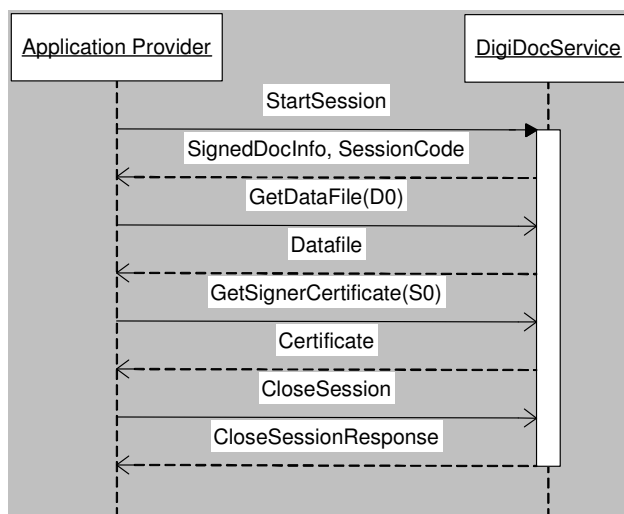 Application Provider
DigiDocService
StartSession
SignedDocInfo, SessionCode
GetDataFile(D0)
Datafile
GetSignerCertificate(S0)
Certificate
CloseSession
CloseSessionResponse